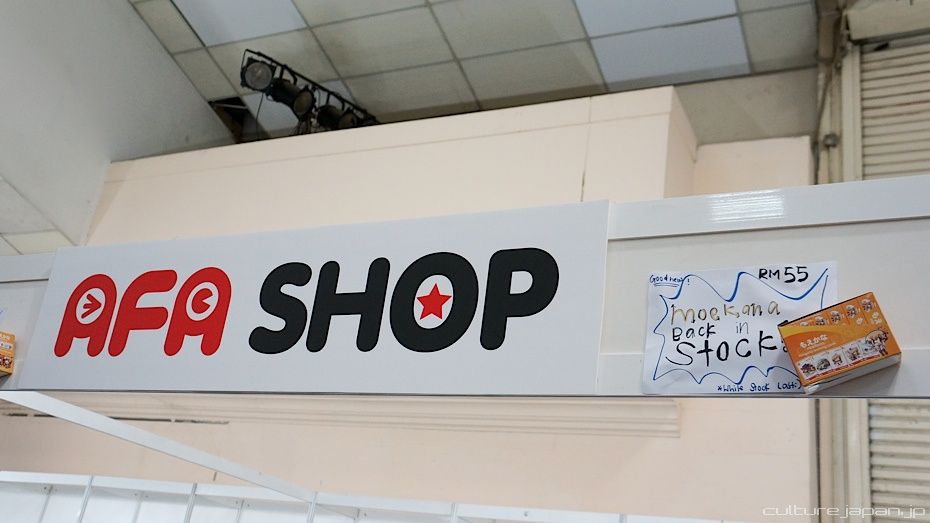 AFA SHOP
Good news!
RM55
moekana
Back in
Stock
*While Stock Lasts
もえかな
culture.japan.jp